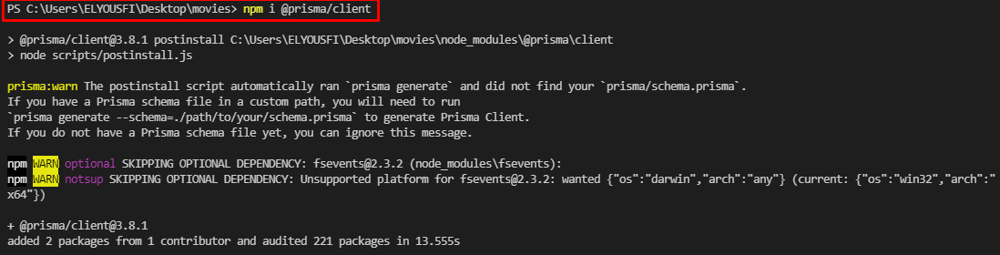 PS C:\Users\ELYOUSFI\Desktop\movies> npm i @prisma/client
> @prisma/client@3.8.1 postinstall C:\Users\ELYOUSFI\Desktop\movies\node_modules\@prisma\client
> node scripts/postinstall.js
prisma:warn The postinstall script automatically ran `prisma generate` and did not find your `prisma/schema.prisma`.
If you have a Prisma schema file in a custom path, you will need to run
`prisma generate --schema=./path/to/your/schema.prisma` to generate Prisma Client.
If you do not have a Prisma schema file yet, you can ignore this message.
npm WARN optional SKIPPING OPTIONAL DEPENDENCY: fsevents@2.3.2 (node_modules\fsevents):
npm WARN notsup SKIPPING OPTIONAL DEPENDENCY: Unsupported platform for fsevents@2.3.2: wanted {"os":"darwin","arch":"any"} (current: {"os":"win32","arch":"
x64"})
+ @prisma/client@3.8.1
added 2 packages from 1 contributor and audited 221 packages in 13.555s